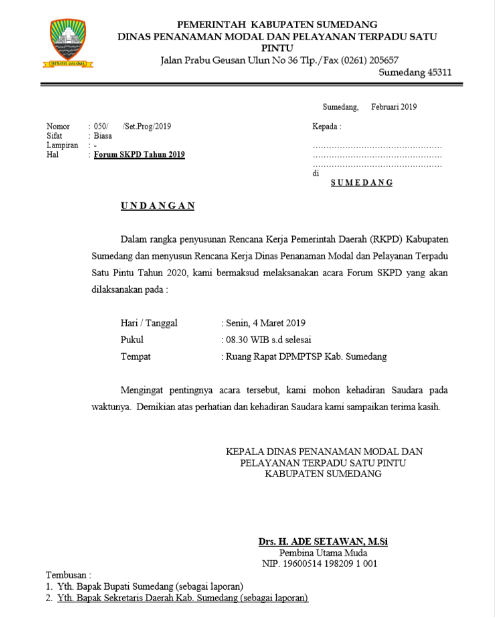 PEMERINTAH KABUPATEN SUMEDANG
DINAS PENANAMAN MODAL DAN PELAYANAN TERPADU SATU
PINTU
Jalan Prabu Geusan Ulun No 36 Tlp./Fax (0261) 205657
Sumedang 45311
Sumedang, Februari 2019
Nomor : 050/ /Set.Prog/2019
Sifat : Biasa
Lampiran : -
Hal : Forum SKPD Tahun 2019
Kepada :
di
S U M E D A N G
U N D A N G A N
Dalam rangka penyusunan Rencana Kerja Pemerintah Daerah (RKPD) Kabupaten
Sumedang dan menyusun Rencana Kerja Dinas Penanaman Modal dan Pelayanan Terpadu
Satu Pintu Tahun 2020, kami bermaksud melaksanakan acara Forum SKPD yang akan
dilaksanakan pada :
Hari / Tanggal : Senin, 4 Maret 2019
Pukul : 08.30 WIB s.d selesai
Tempat : Ruang Rapat DPMPTSP Kab. Sumedang
Mengingat pentingnya acara tersebut, kami mohon kehadiran Saudara pada
waktunya. Demikian atas perhatian dan kehadiran Saudara kami sampaikan terima kasih.
KEPALA DINAS PENANAMAN MODAL DAN
PELAYANAN TERPADU SATU PINTU
KABUPATEN SUMEDANG
Drs. H. ADE SETAWAN, M.Si
Pembina Utama Muda
NIP. 19600514 198209 1 001
Tembusan :
1. Yth. Bapak Bupati Sumedang (sebagai laporan)
2. Yth. Bapak Sekretaris Daerah Kab. Sumedang (sebagai laporan)